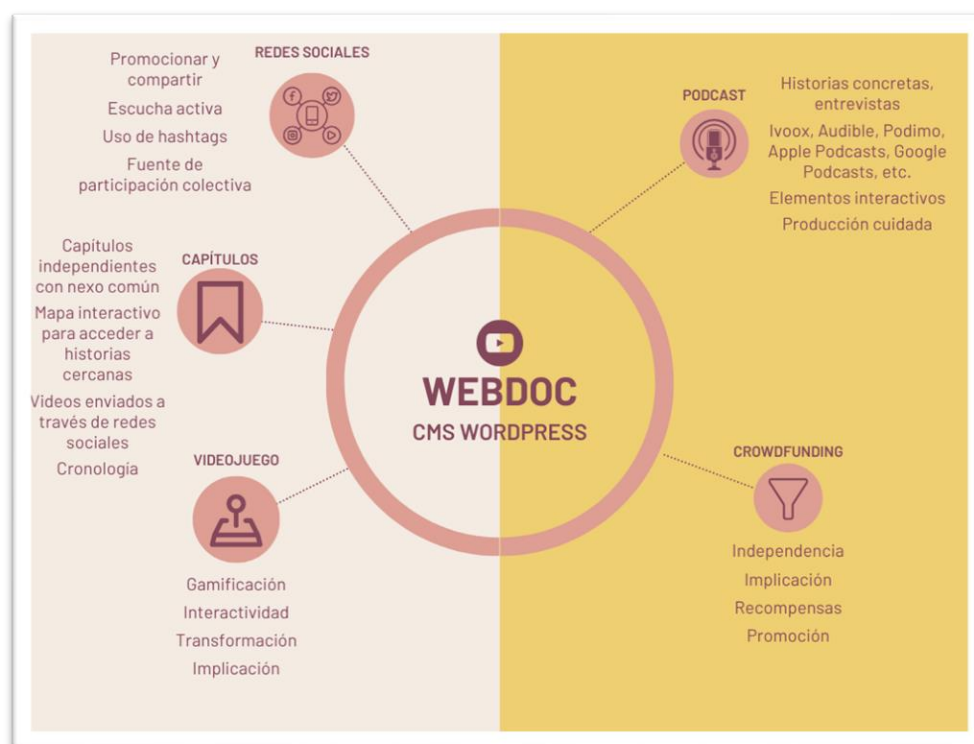 REDES SOCIALES
Promocionar y
compartir
Escucha activa
Uso de hashtags
Fuente de
participación colectiva
CAPÍTULOS
Capítulos
independientes
con nexo común
Mapa interactivo
para acceder a
historias
cercanas
Videos enviados a
través de redes
sociales
Cronología
VIDEOJUEGO
Gamificación
Interactividad
Transformación
Implicación
WEBDOC
CMS WORDPRESS
PODCAST
Historias concretas,
entrevistas
Ivoox, Audible, Podimo,
Apple Podcasts, Google
Podcasts, etc.
Elementos interactivos
Producción cuidada
CROWDFUNDING
Independencia
Implicación
Recompensas
Promoción